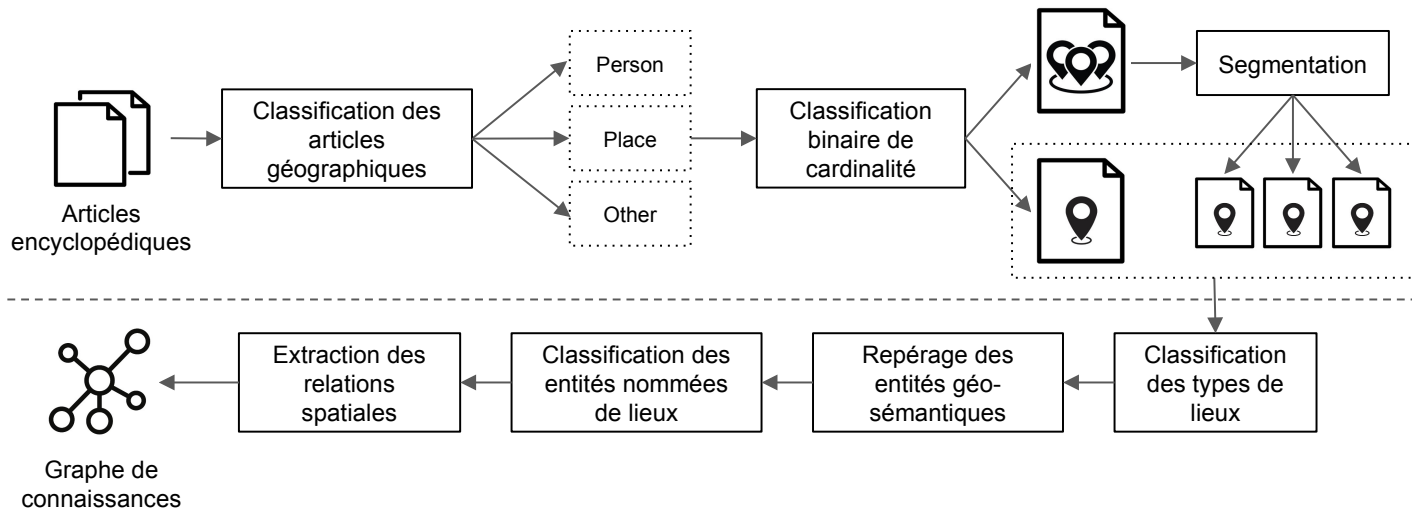 Articles
encyclopédiques
Classification des
articles
géographiques
Person
Place
Other
Classification
binaire de
cardinalité
Segmentation
Classification
des types de
lieux
Repérage des
entités géo-
sémantiques
Classification des
entités nommées
de lieux
Extraction des
relations
spatiales
Graphe de
connaissances